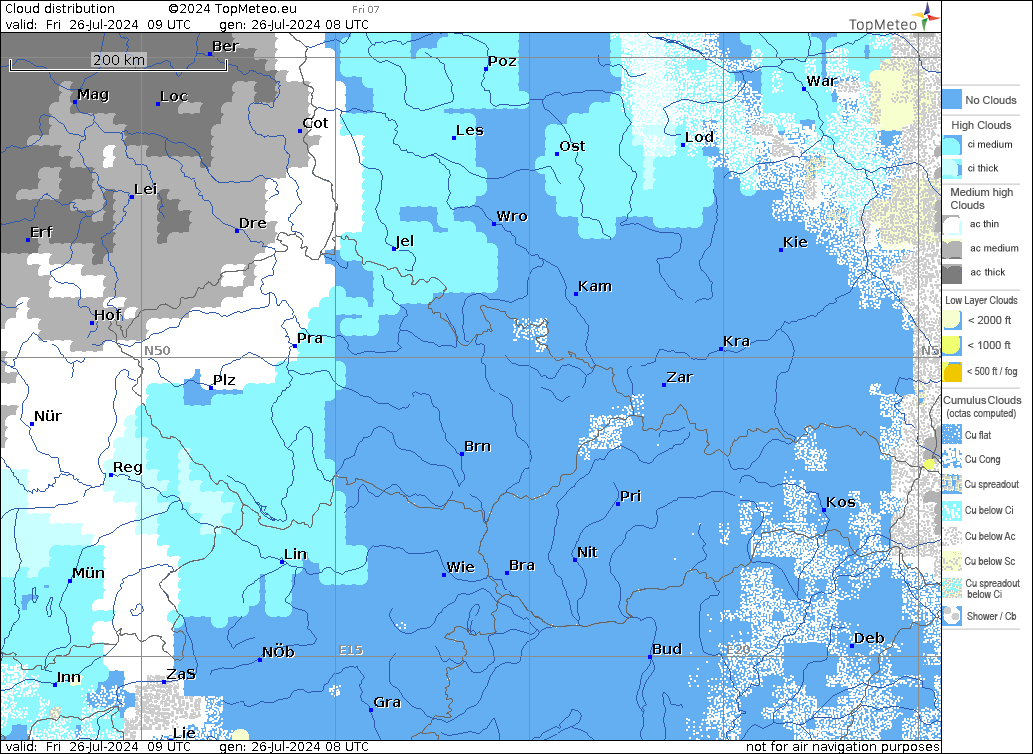 Cloud distribution ©2024 TopMeteo.eu Fri 07
valid: Fri 26-Jul-2024 09 UTC gen: 26-Jul-2024 08 UTC
TopMeteo
Ber
200 km
Poz
War
Mag
Loc
Cot
Les
Ost
Lod
Lei
Wro
Erf
Dre
Jel
Kie
Kam
Hof
Pra
Kra
N50
N5
Plz
Zar
Nür
Brn
Reg
Pri
Kos
Lin
Nit
Wie
Bra
Mün
Deb
NÖb
E15
Bud
E20
Inn
ZaS
Gra
Lie
valid: Fri 26-Jul-2024 09 UTC gen: 26-Jul-2024 08 UTC not for air navigation purposes
No Clouds
High Clouds
ci medium
ci thick
Medium high
Clouds
ac thin
ac medium
ac thick
Low Layer Clouds
< 2000 ft
< 1000 ft
< 500 ft / fog
Cumulus Clouds
(octas computed)
Cu flat
Cu Cong
Cu spreadout
Cu below Ci
Cu below Ac
Cu below Sc
Cu spreadout
below Ci
Shower / Cb